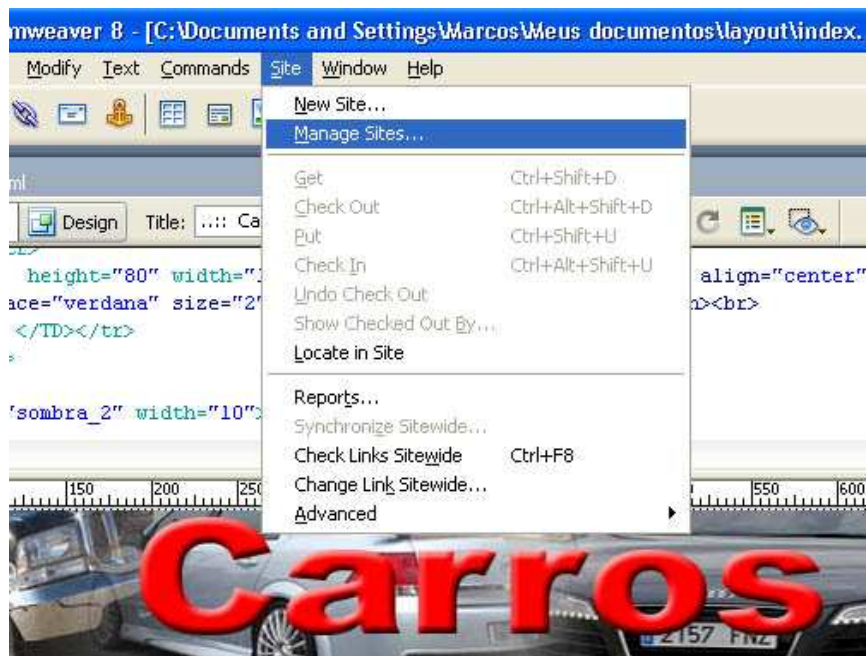 mweaver 8 - [C:\Documents and Settings\Marcos\Meus documentos\layout\index.
Modify Text Commands Site Window Help
New Site...
Manage Sites...
Get Ctrl+Shift+D
Check Out Ctrl+Alt+Shift+D
Put Ctrl+Shift+U
Check In Ctrl+Alt+Shift+U
Undo Check Out
Show Checked Out By...
Locate in Site
Reports...
Synchronize Sitewide...
Check Links Sitewide Ctrl+F8
Change Link Sitewide...
Advanced
ml
Design Title: ..:: Ca
height="80" width="
align="center"
ace="verdana" size="2"
><br>
</TD></tr>
"sombra_2" width="10">
150 200 250 550 600
Carros
2157 FNZ